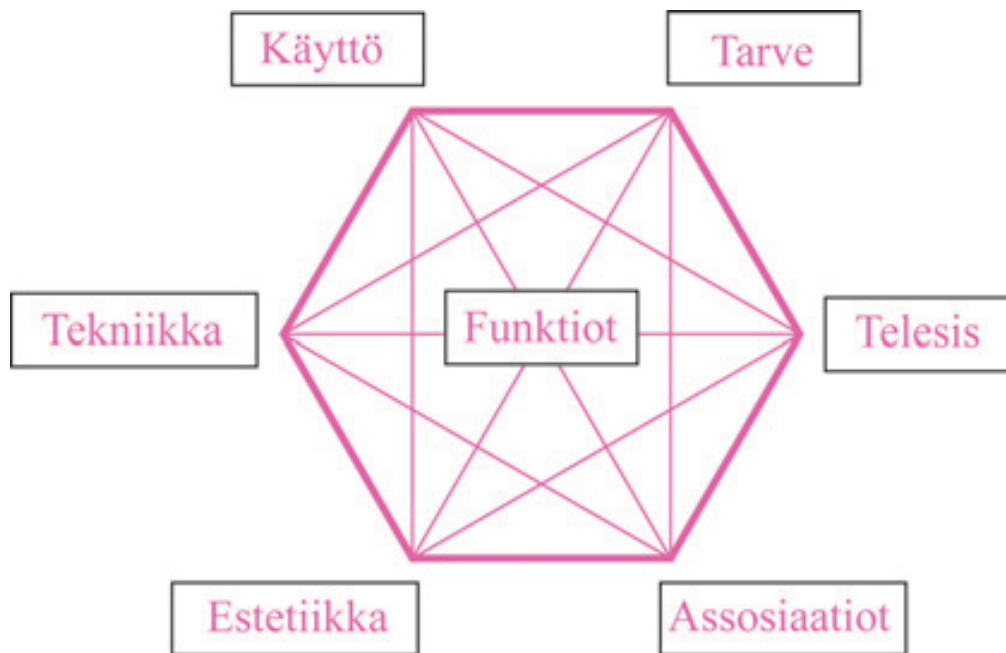 Käyttö
Tarve
Tekniikka
Funktiot
Telesis
Estetiikka
Assosiaatiot